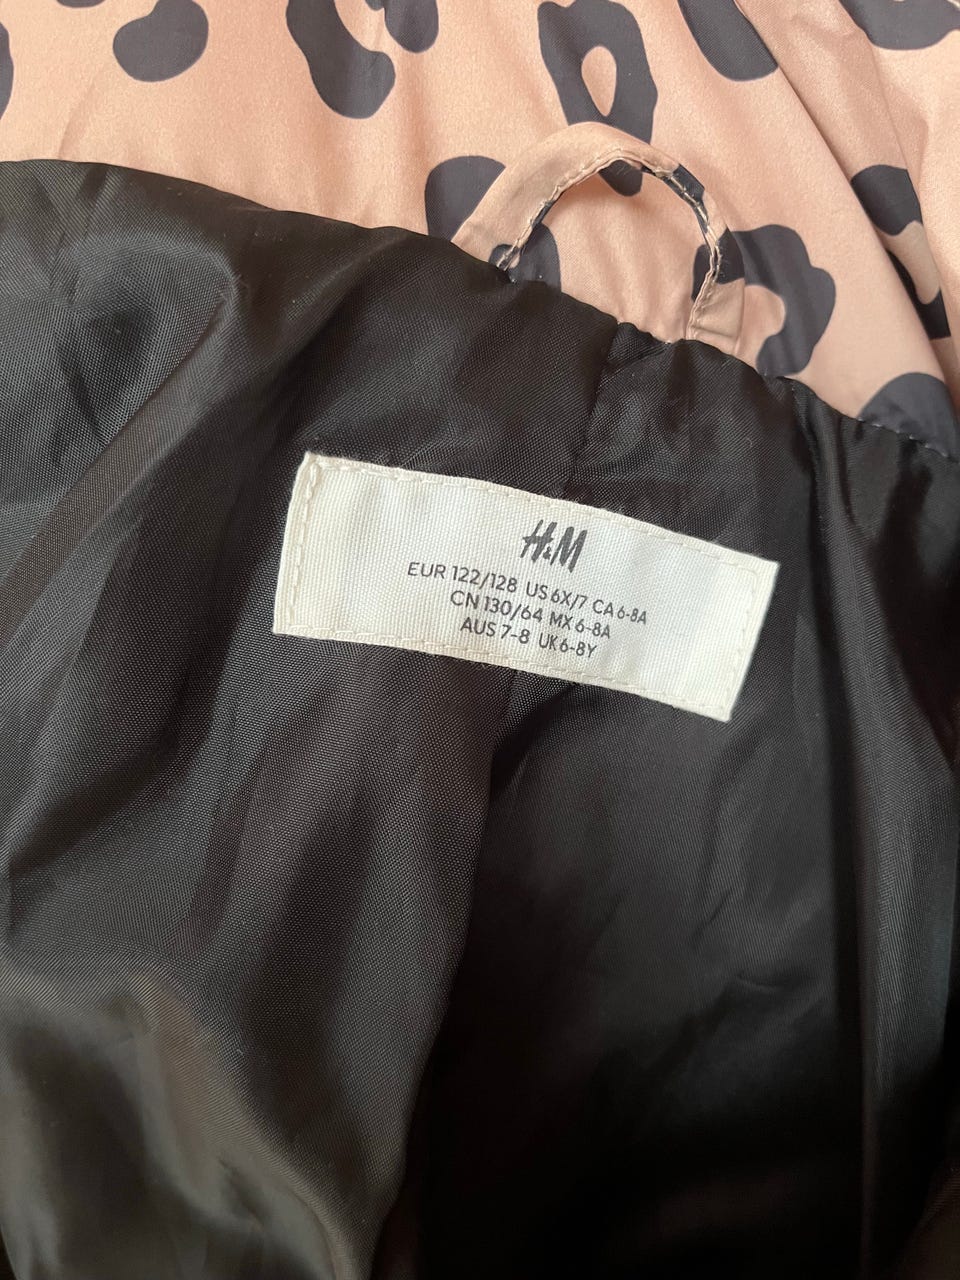 H&M
EUR 122/128 US 6X/7 CA 6-8A
CN 130/64 MX 6-8A
AUS 7-8 UK 6-8Y